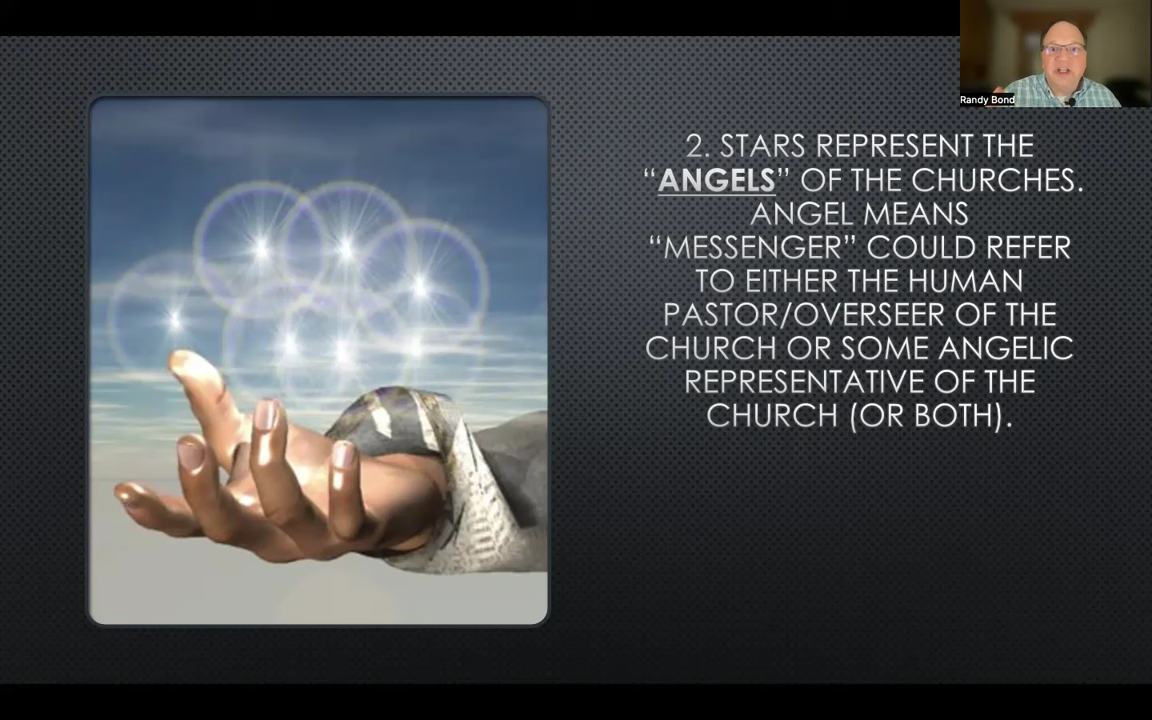 Randy Bond
2. STARS REPRESENT THE
“ANGELS” OF THE CHURCHES.
ANGEL MEANS
“MESSENGER” COULD REFER
TO EITHER THE HUMAN
PASTOR/OVERSEER OF THE
CHURCH OR SOME ANGELIC
REPRESENTATIVE OF THE
CHURCH (OR BOTH).